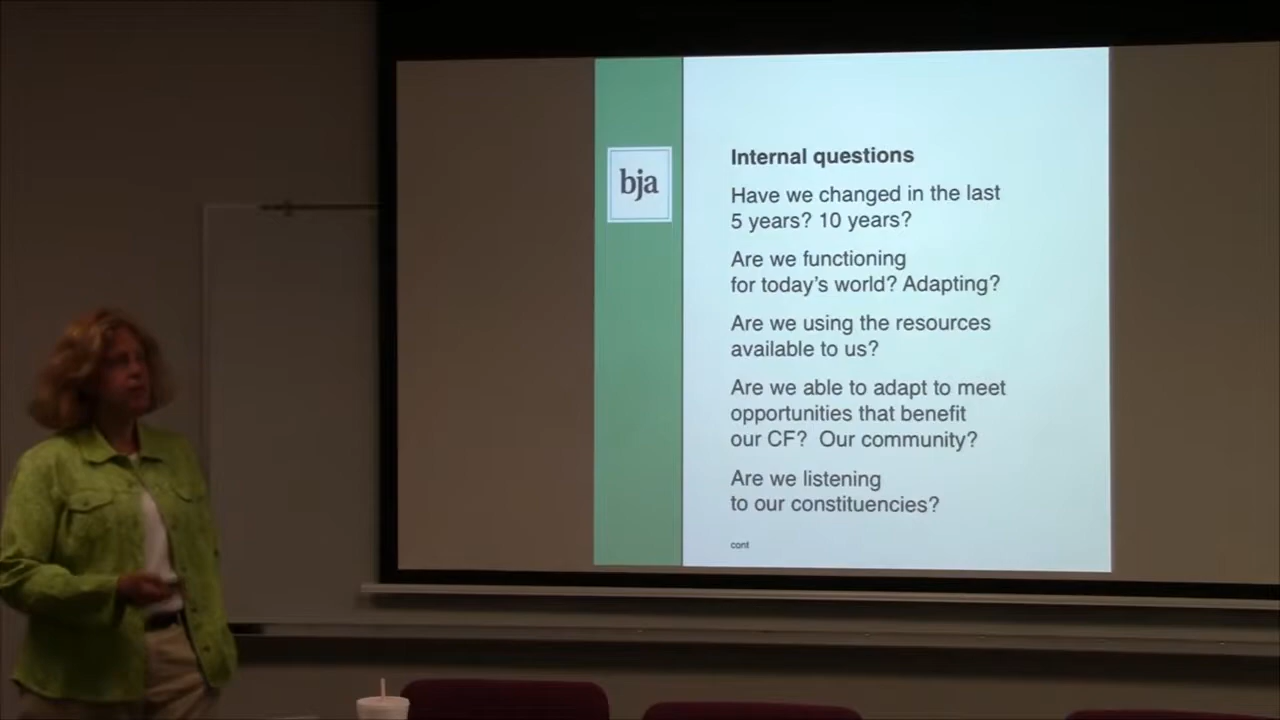 bja
Internal questions
Have we changed in the last
5 years? 10 years?
Are we functioning
for today's world? Adapting?
Are we using the resources
available to us?
Are we able to adapt to meet
opportunities that benefit
our CF?  Our community?
Are we listening
to our constituencies?
cont